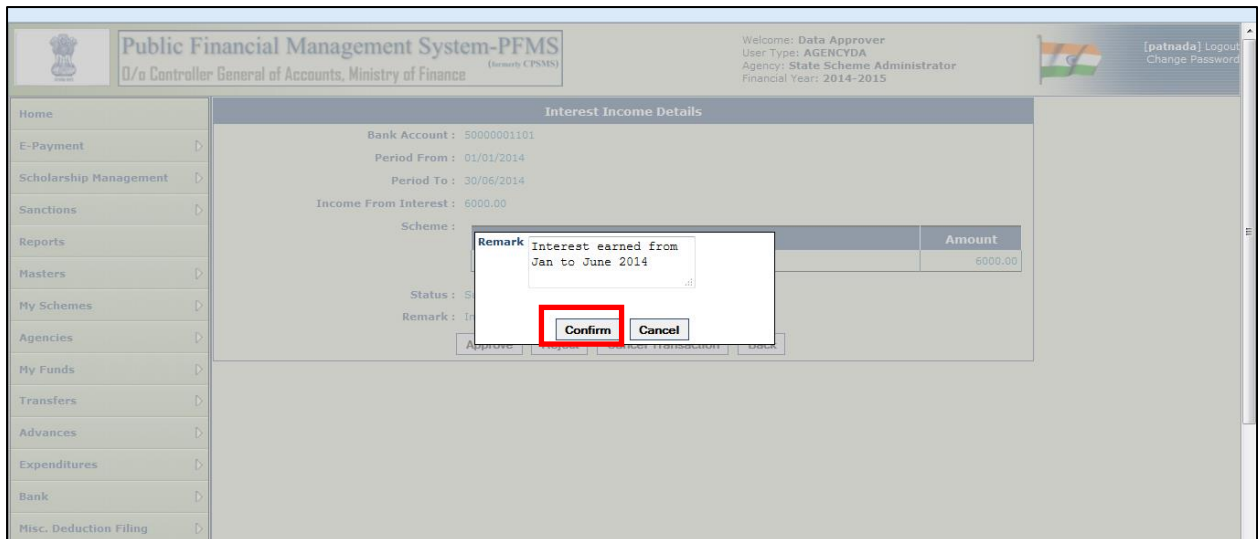 Public Financial Management System-PFMS
(formerly CPSMS)
O/o Controller General of Accounts, Ministry of Finance
Welcome: Data Approver
User Type: AGENCYDA
Agency: State Scheme Administrator
Financial Year: 2014-2015
[patnada] Logout
Change Password
Home
E-Payment
Scholarship Management
Sanctions
Reports
Masters
My Schemes
Agencies
My Funds
Transfers
Advances
Expenditures
Bank
Misc. Deduction Filing
Interest Income Details
Bank Account : 50000001101
Period From : 01/01/2014
Period To : 30/06/2014
Income From Interest : 6000.00
Scheme :
Amount
6000.00
Status :
Remark :
Remark Interest earned from
Jan to June 2014
Confirm Cancel
Approve Reject Cancel Transaction Back